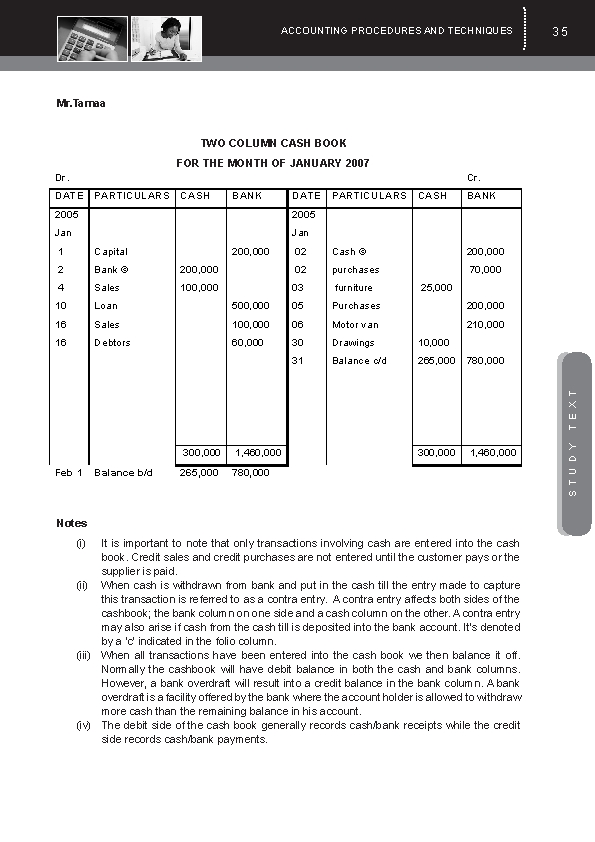 ACCOUNTING PROCEDURES AND TECHNIQUES 35
Mr.Tamaa
TWO COLUMN CASH BOOK
FOR THE MONTH OF JANUARY 2007
Dr. Cr.
DATE PARTICULARS CASH BANK DATE PARTICULARS CASH BANK
2005 2005
Jan Jan
1 Capital 200,000 02 Cash © 200,000
2 Bank © 200,000 02 purchases 70,000
4 Sales 100,000 03 furniture 25,000
10 Loan 500,000 05 Purchases 200,000
16 Sales 100,000 06 Motor van 210,000
16 Debtors 60,000 30 Drawings 10,000
31 Balance c/d 265,000 780,000
300,000 1,460,000 300,000 1,460,000
Feb 1 Balance b/d 265,000 780,000
STUDY TEXT
Notes
(i) It is important to note that only transactions involving cash are entered into the cash
book. Credit sales and credit purchases are not entered until the customer pays or the
supplier is paid.
(ii) When cash is withdrawn from bank and put in the cash till the entry made to capture
this transaction is referred to as a contra entry. A contra entry affects both sides of the
cashbook; the bank column on one side and a cash column on the other. A contra entry
may also arise if cash from the cash till is deposited into the bank account. It's denoted
by a 'c' indicated in the folio column.
(iii) When all transactions have been entered into the cash book we then balance it off.
Normally the cashbook will have debit balance in both the cash and bank columns.
However, a bank overdraft will result into a credit balance in the bank column. A bank
overdraft is a facility offered by the bank where the account holder is allowed to withdraw
more cash than the remaining balance in his account.
(iv) The debit side of the cash book generally records cash/bank receipts while the credit
side records cash/bank payments.